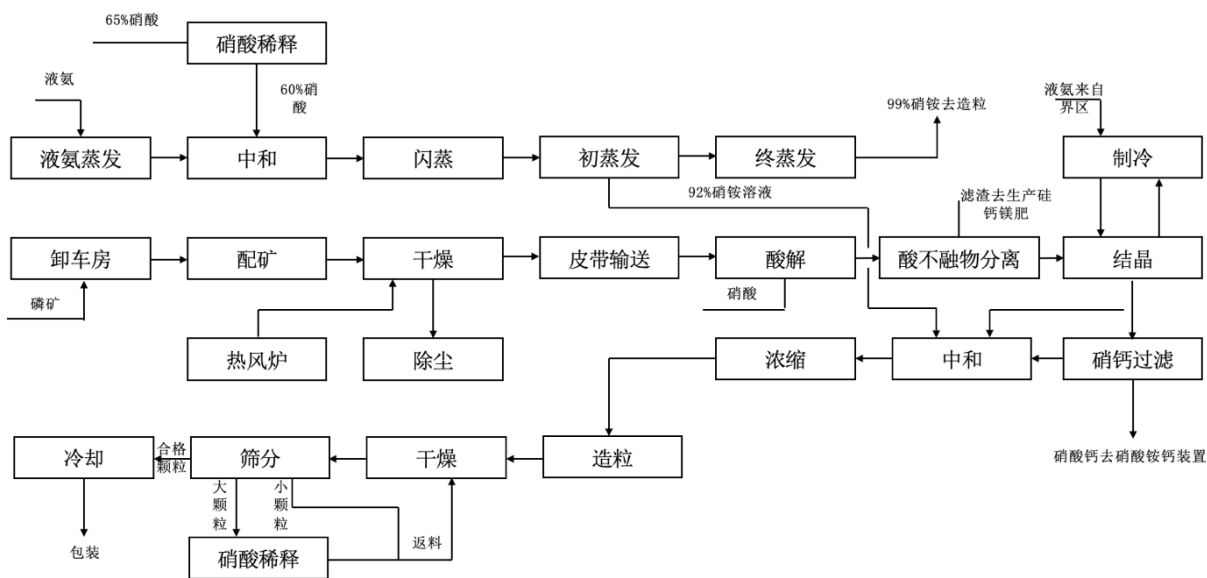 65%硝酸
硝酸稀释
液氨
60%硝
酸
99%硝铵去造粒
液氨来自
界区
液氨蒸发
中和
闪蒸
初蒸发
终蒸发
制冷
92%硝铵溶液
滤渣去生产硅
钙镁肥
卸车房
配矿
干燥
皮带输送
酸解
酸不融物分离
结晶
磷矿
硝酸
热风炉
除尘
浓缩
中和
硝钙过滤
冷却
合格
颗粒
筛分
干燥
造粒
硝酸钙去硝酸铵钙装置
大
颗
粒
小
颗
粒
包装
硝酸稀释
返料